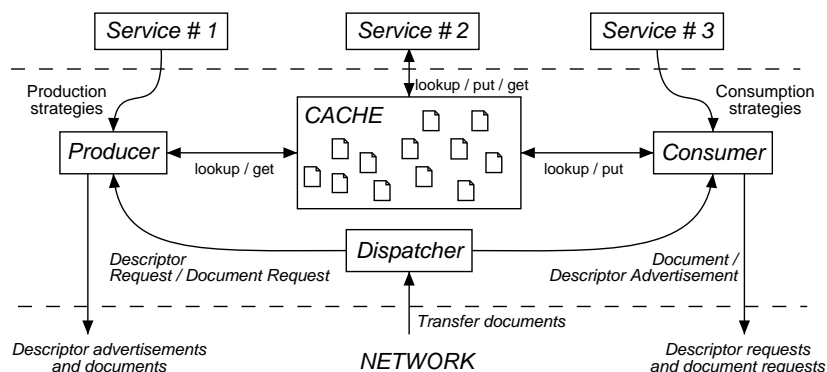 Service # 1
Service # 2
Service # 3
lookup / put / get
Production
strategies
Consumption
strategies
CACHE
Producer
Consumer
lookup / get
lookup / put
Dispatcher
Descriptor
Request / Document Request
Document /
Descriptor Advertisement
Transfer documents
Descriptor advertisements
and documents
NETWORK
Descriptor requests
and document requests